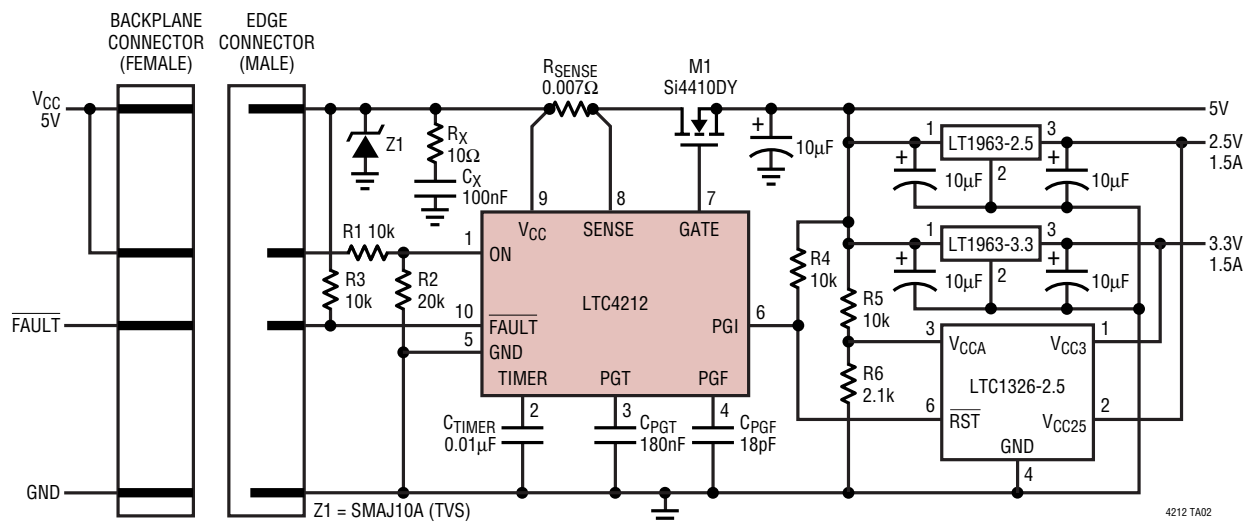 BACKPLANE
CONNECTOR
(FEMALE)
EDGE
CONNECTOR
(MALE)
VCC
5V
FAULT
GND
Z1
RX
10Ω
CX
100nF
RSENSE
0.007Ω
M1
Si4410DY
+
10µF
R1 10k
R3
10k
R2
20k
1
10
5
9
8
7
VCC
SENSE
GATE
ON
LTC4212
FAULT
GND
PGI
6
TIMER
PGT
PGF
2
3
4
CTIMER
0.01µF
CPGT
180nF
CPGF
18pF
Z1 = SMAJ10A (TVS)
R4
10k
R5
10k
R6
2.1k
5V
1
LT1963-2.5
3
2.5V
1.5A
+
10µF
2
+
10µF
1
LT1963-3.3
3
3.3V
1.5A
+
10µF
2
+
10µF
3
VCCA
VCC3
1
LTC1326-2.5
6
RST
VCC25
2
GND
4
4212 TA02